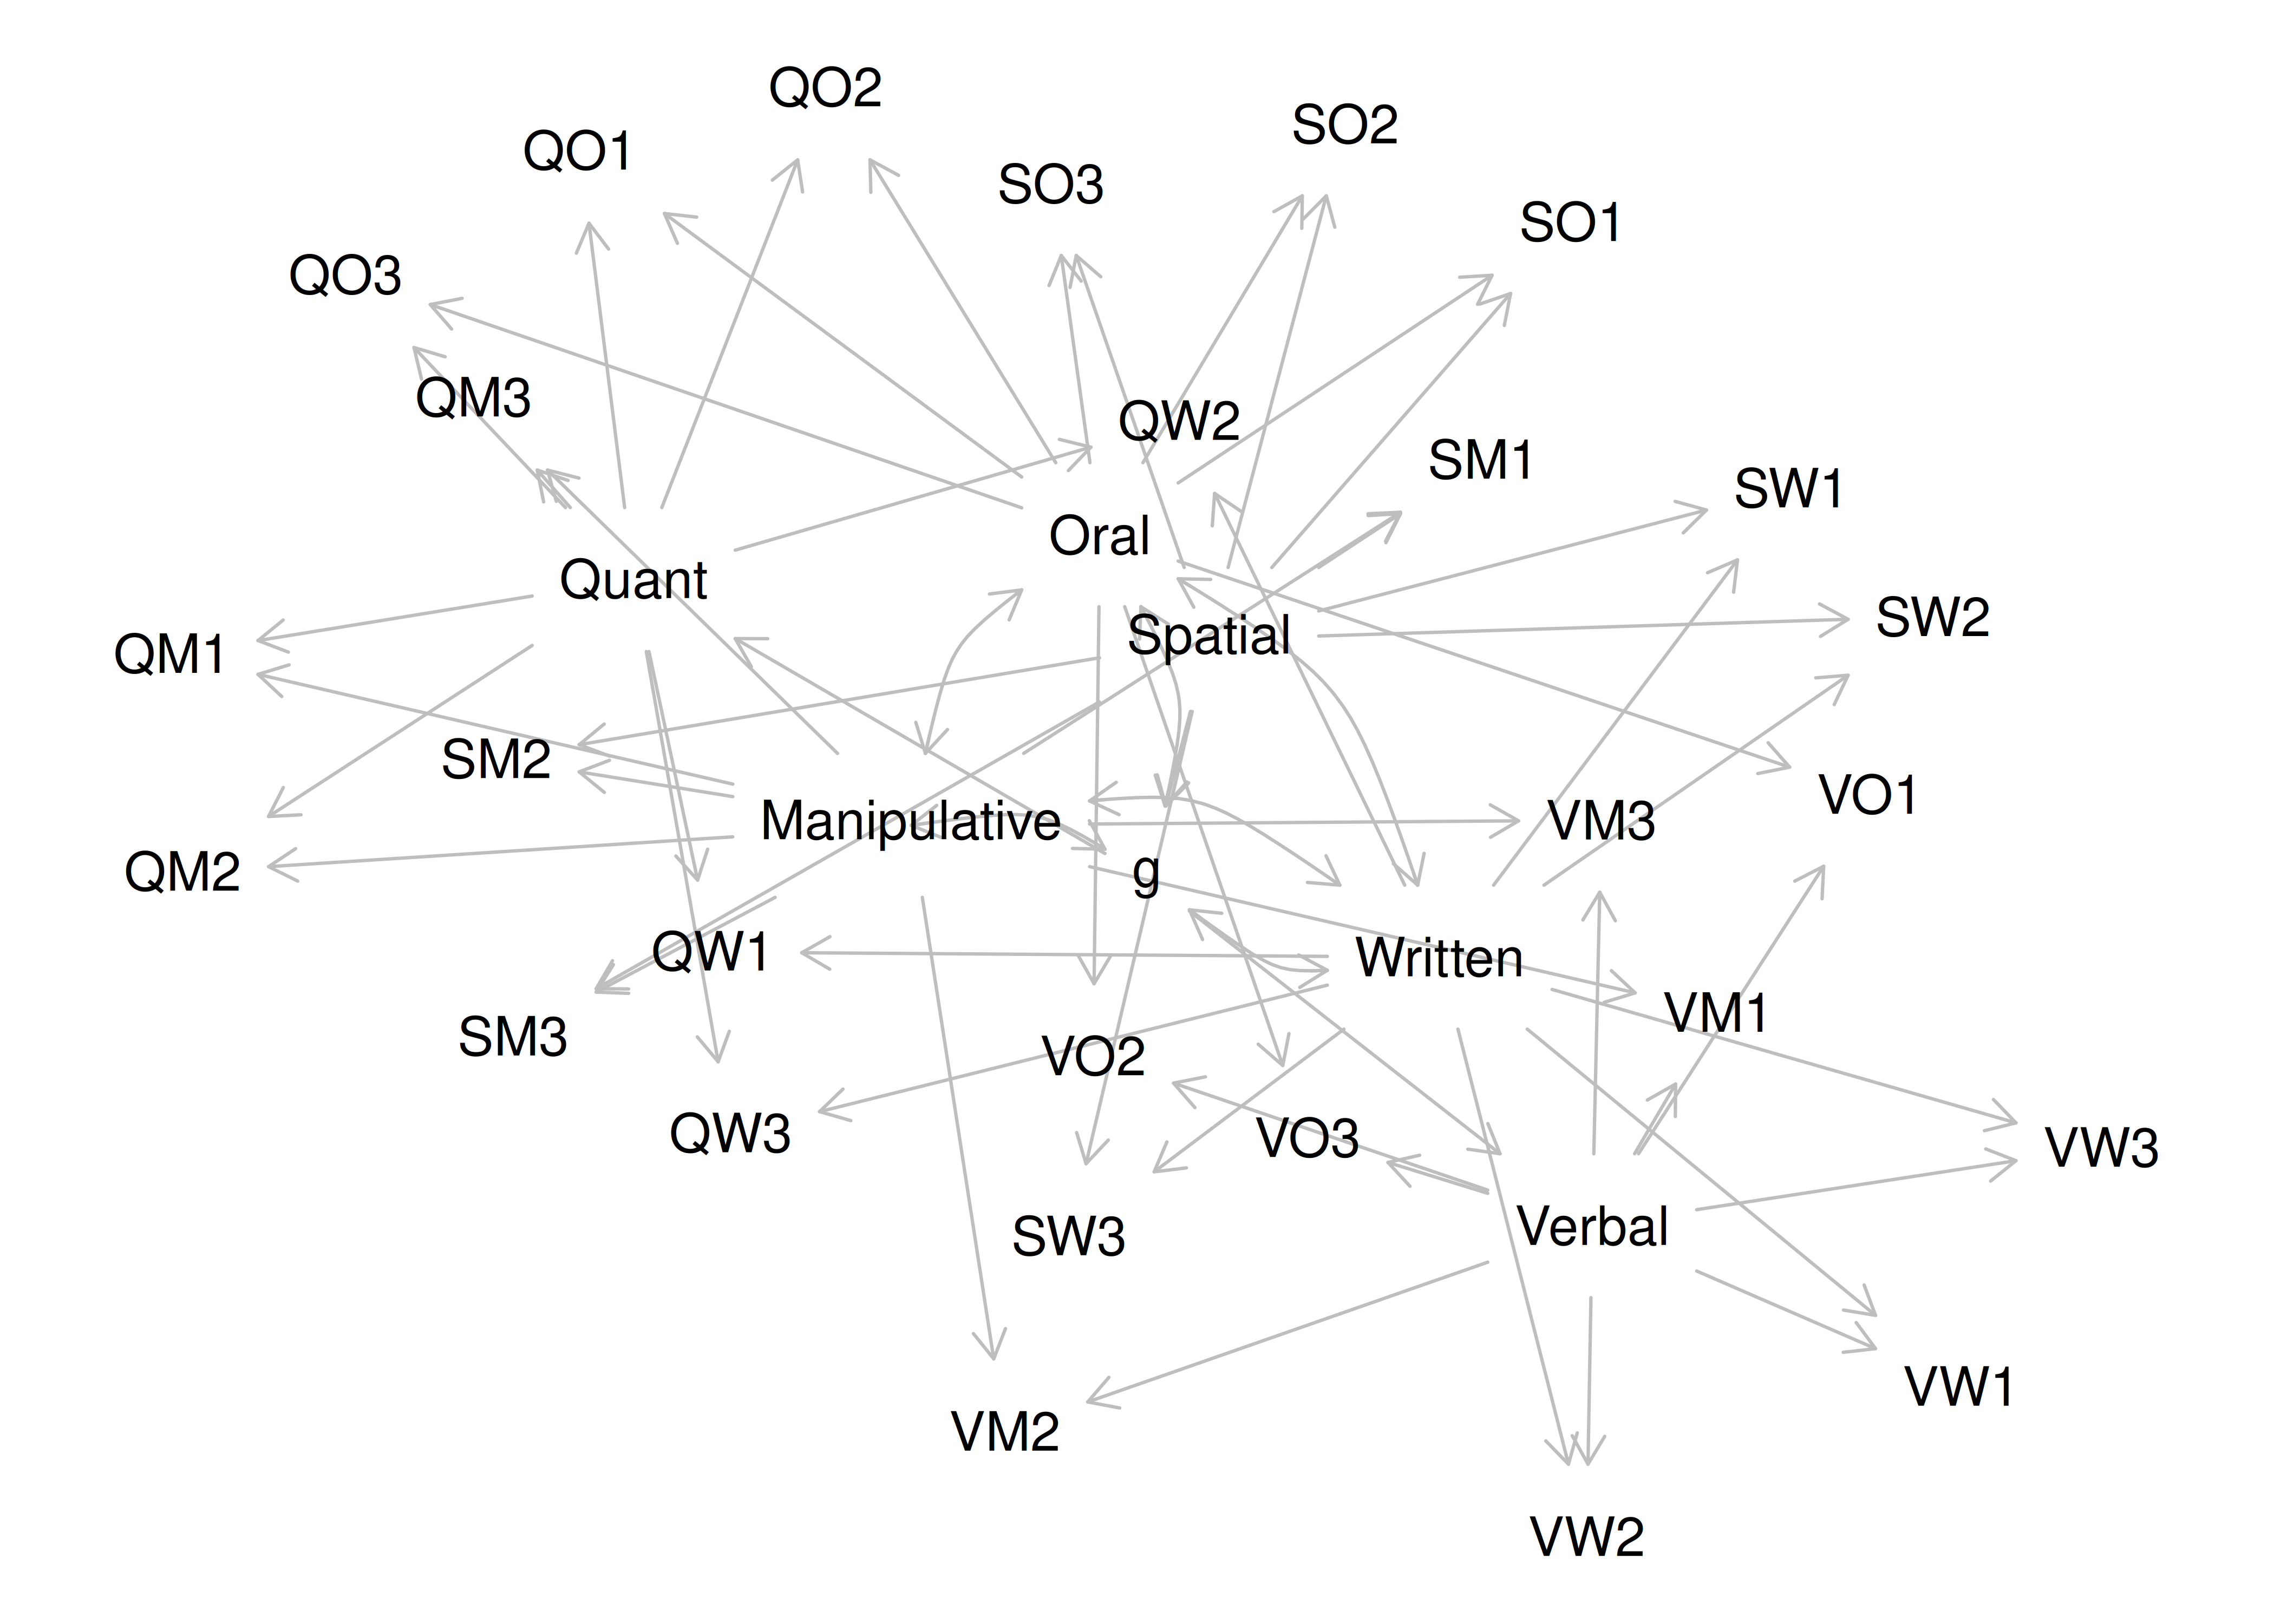 QO2
SO2
QO1
SO3
SO1
QO3
QM3
QW2
SM1
SW1
Oral
Quant
SW2
Spatial
QM1
SM2
VO1
Manipulative
VM3
QM2
g
QW1
Written
VM1
SM3
VO2
QW3
VO3
VW3
Verbal
SW3
VW1
VM2
VW2